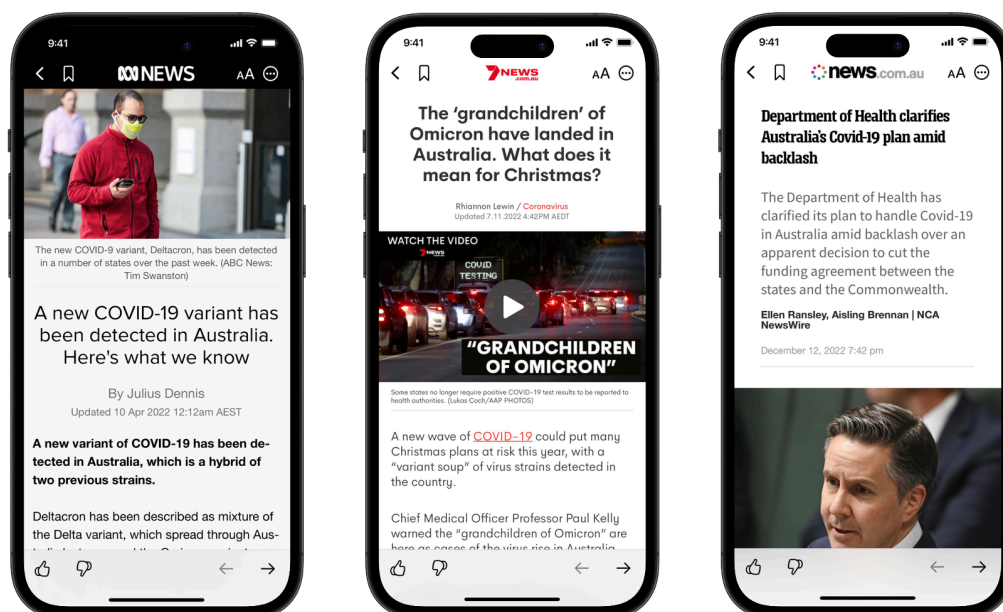 9:41
NEWS
AA
The new COVID-9 variant, Deltacron, has been detected
in a number of states over the past week. (ABC News:
Tim Swanston)
A new COVID-19 variant has
been detected in Australia.
Here's what we know
By Julius Dennis
Updated 10 Apr 2022 12:12am AEST
A new variant of COVID-19 has been de-
tected in Australia, which is a hybrid of
two previous strains.
Deltacron has been described as mixture of
the Delta variant, which spread through Aus-
9:41
7NEWS
.com.au
AA
The ‘grandchildren’ of
Omicron have landed in
Australia. What does it
mean for Christmas?
Rhiannon Lewin / Coronavirus
Updated 7.11.2022 4:42PM AEDT
WATCH THE VIDEO
7NEWS
COVID
TESTING
“GRANDCHILDREN
OF OMICRON”
Some states no longer require positive COVID-19 test results to be reported to
health authorities. (Lukas Coch/AAP PHOTOS)
A new wave of COVID-19 could put many
Christmas plans at risk this year, with a
“variant soup” of virus strains detected in
the country.
Chief Medical Officer Professor Paul Kelly
warned the “grandchildren of Omicron” are
here as cases of the virus rise in Australia
9:41
news.com.au
AA
Department of Health clarifies
Australia's Covid-19 plan amid
backlash
The Department of Health has
clarified its plan to handle Covid-19
in Australia amid backlash over an
apparent decision to cut the
funding agreement between the
states and the Commonwealth.
Ellen Ransley, Aisling Brennan | NCA
NewsWire
December 12, 2022 7:42 pm